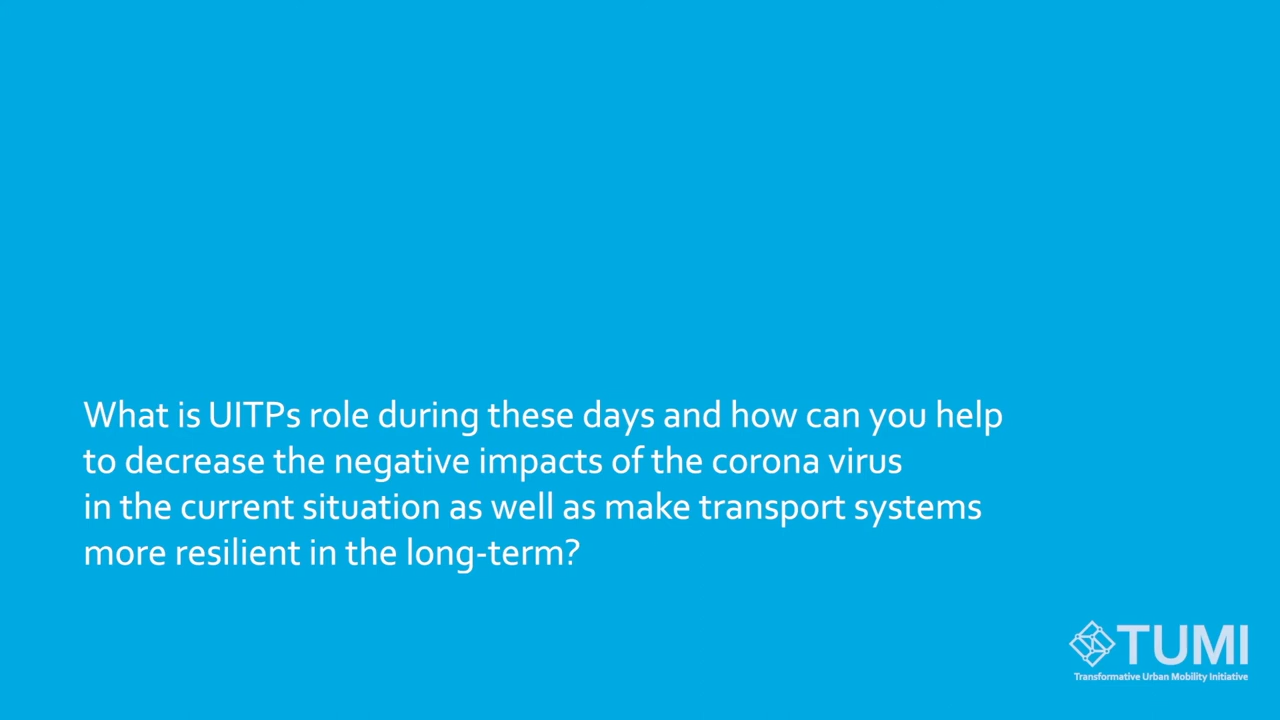 What is UITPs role during these days and how can you help
to decrease the negative impacts of the corona virus
in the current situation as well as make transport systems
more resilient in the long-term?
TUMI
Transformative Urban Mobility Initiative